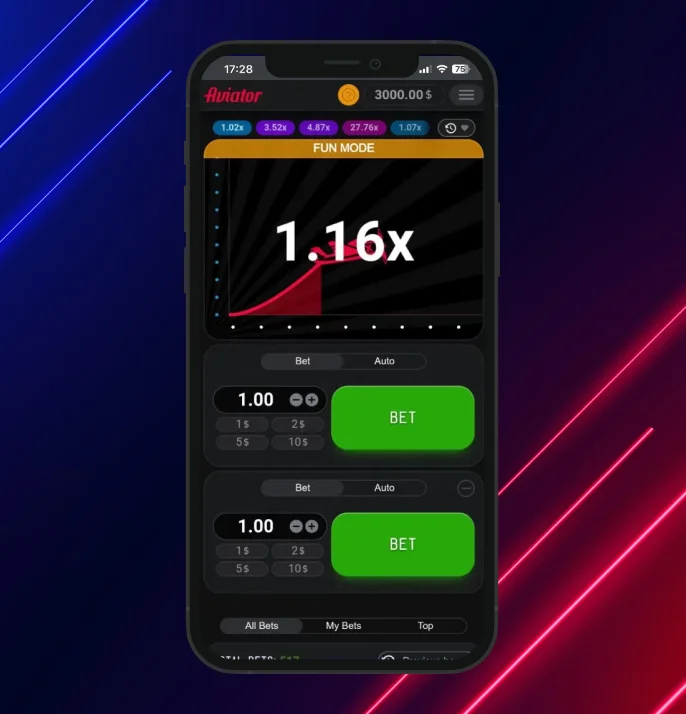 17:28 75
Aviator 3000.00 $
1.02x 3.52x 4.87x 27.76x 1.07x
FUN MODE
1.16x
Bet Auto
1.00
BET
1$ 2$
5$ 10$
Bet Auto
1.00
BET
1$ 2$
5$ 10$
All Bets My Bets Top